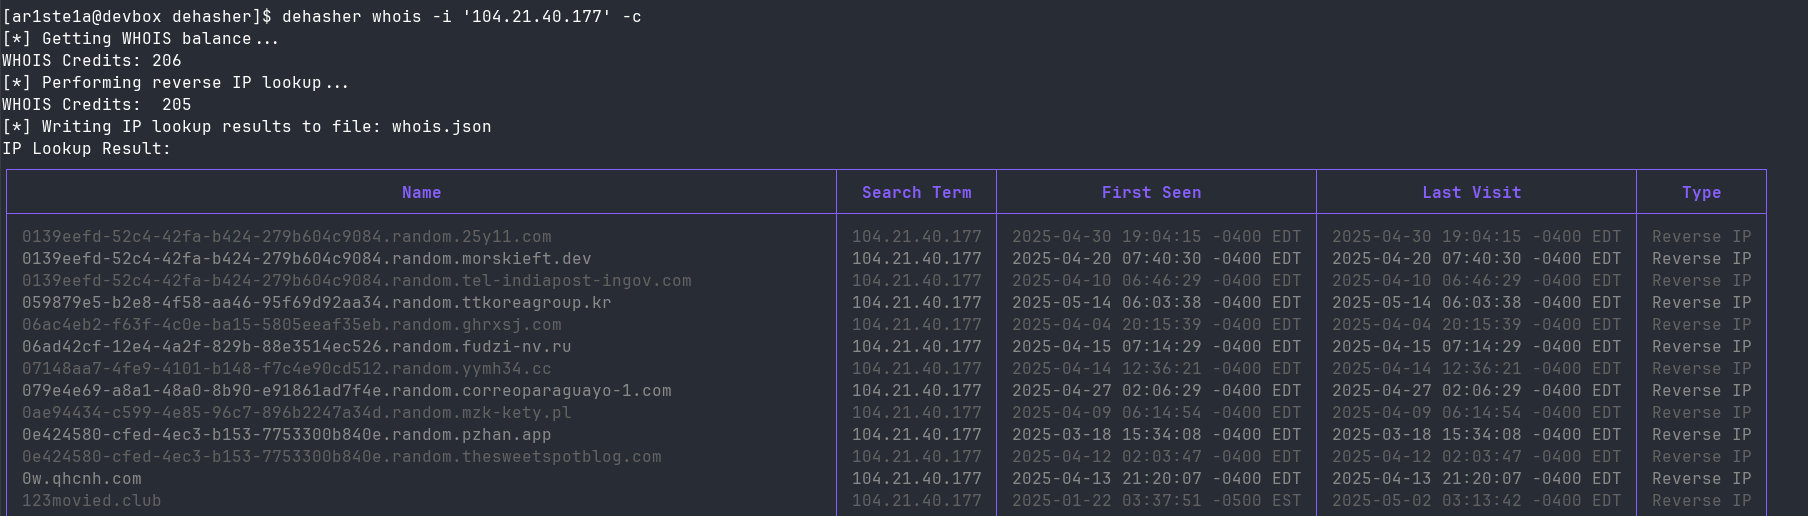 [ar1ste1a@devbox dehasher]$ dehasher whois -i '104.21.40.177' -c
[*] Getting WHOIS balance...
WHOIS Credits: 206
[*] Performing reverse IP lookup...
WHOIS Credits:  205
[*] Writing IP lookup results to file: whois.json
IP Lookup Result:
Name Search Term First Seen Last Visit Type
0139eefd-52c4-42fa-b424-279b604c9084.random.25y11.com 104.21.40.177 2025-04-30 19:04:15 -0400 EDT 2025-04-30 19:04:15 -0400 EDT Reverse IP
0139eefd-52c4-42fa-b424-279b604c9084.random.morskieft.dev 104.21.40.177 2025-04-20 07:40:30 -0400 EDT 2025-04-20 07:40:30 -0400 EDT Reverse IP
0139eefd-52c4-42fa-b424-279b604c9084.random.tel-indiapost-ingov.com 104.21.40.177 2025-04-10 06:46:29 -0400 EDT 2025-04-10 06:46:29 -0400 EDT Reverse IP
059879e5-b2e8-4f58-aa46-95f69d92aa34.random.ttkoreagroup.kr 104.21.40.177 2025-05-14 06:03:38 -0400 EDT 2025-05-14 06:03:38 -0400 EDT Reverse IP
06ac4eb2-f63f-4c0e-ba15-5805eeaf35eb.random.ghrxsj.com 104.21.40.177 2025-04-04 20:15:39 -0400 EDT 2025-04-04 20:15:39 -0400 EDT Reverse IP
06ad42cf-12e4-4a2f-829b-88e3514ec526.random.fudzi-nv.ru 104.21.40.177 2025-04-15 07:14:29 -0400 EDT 2025-04-15 07:14:29 -0400 EDT Reverse IP
07148aa7-4fe9-4101-b148-f7c4e90cd512.random.yymh34.cc 104.21.40.177 2025-04-14 12:36:21 -0400 EDT 2025-04-14 12:36:21 -0400 EDT Reverse IP
079e4e69-a8a1-48a0-8b90-e91861ad7f4e.random.correoparaguayo-1.com 104.21.40.177 2025-04-27 02:06:29 -0400 EDT 2025-04-27 02:06:29 -0400 EDT Reverse IP
0ae94434-c599-4e85-96c7-896b2247a34d.random.mzk-kety.pl 104.21.40.177 2025-04-09 06:14:54 -0400 EDT 2025-04-09 06:14:54 -0400 EDT Reverse IP
0e424580-cfed-4ec3-b153-7753300b840e.random.pzhan.app 104.21.40.177 2025-03-18 15:34:08 -0400 EDT 2025-03-18 15:34:08 -0400 EDT Reverse IP
0e424580-cfed-4ec3-b153-7753300b840e.random.thesweetspotblog.com 104.21.40.177 2025-04-12 02:03:47 -0400 EDT 2025-04-12 02:03:47 -0400 EDT Reverse IP
0w.qhcnh.com 104.21.40.177 2025-04-13 21:20:07 -0400 EDT 2025-04-13 21:20:07 -0400 EDT Reverse IP
123movied.club 104.21.40.177 2025-01-22 03:37:51 -0500 EST 2025-05-02 03:13:42 -0400 EDT Reverse IP